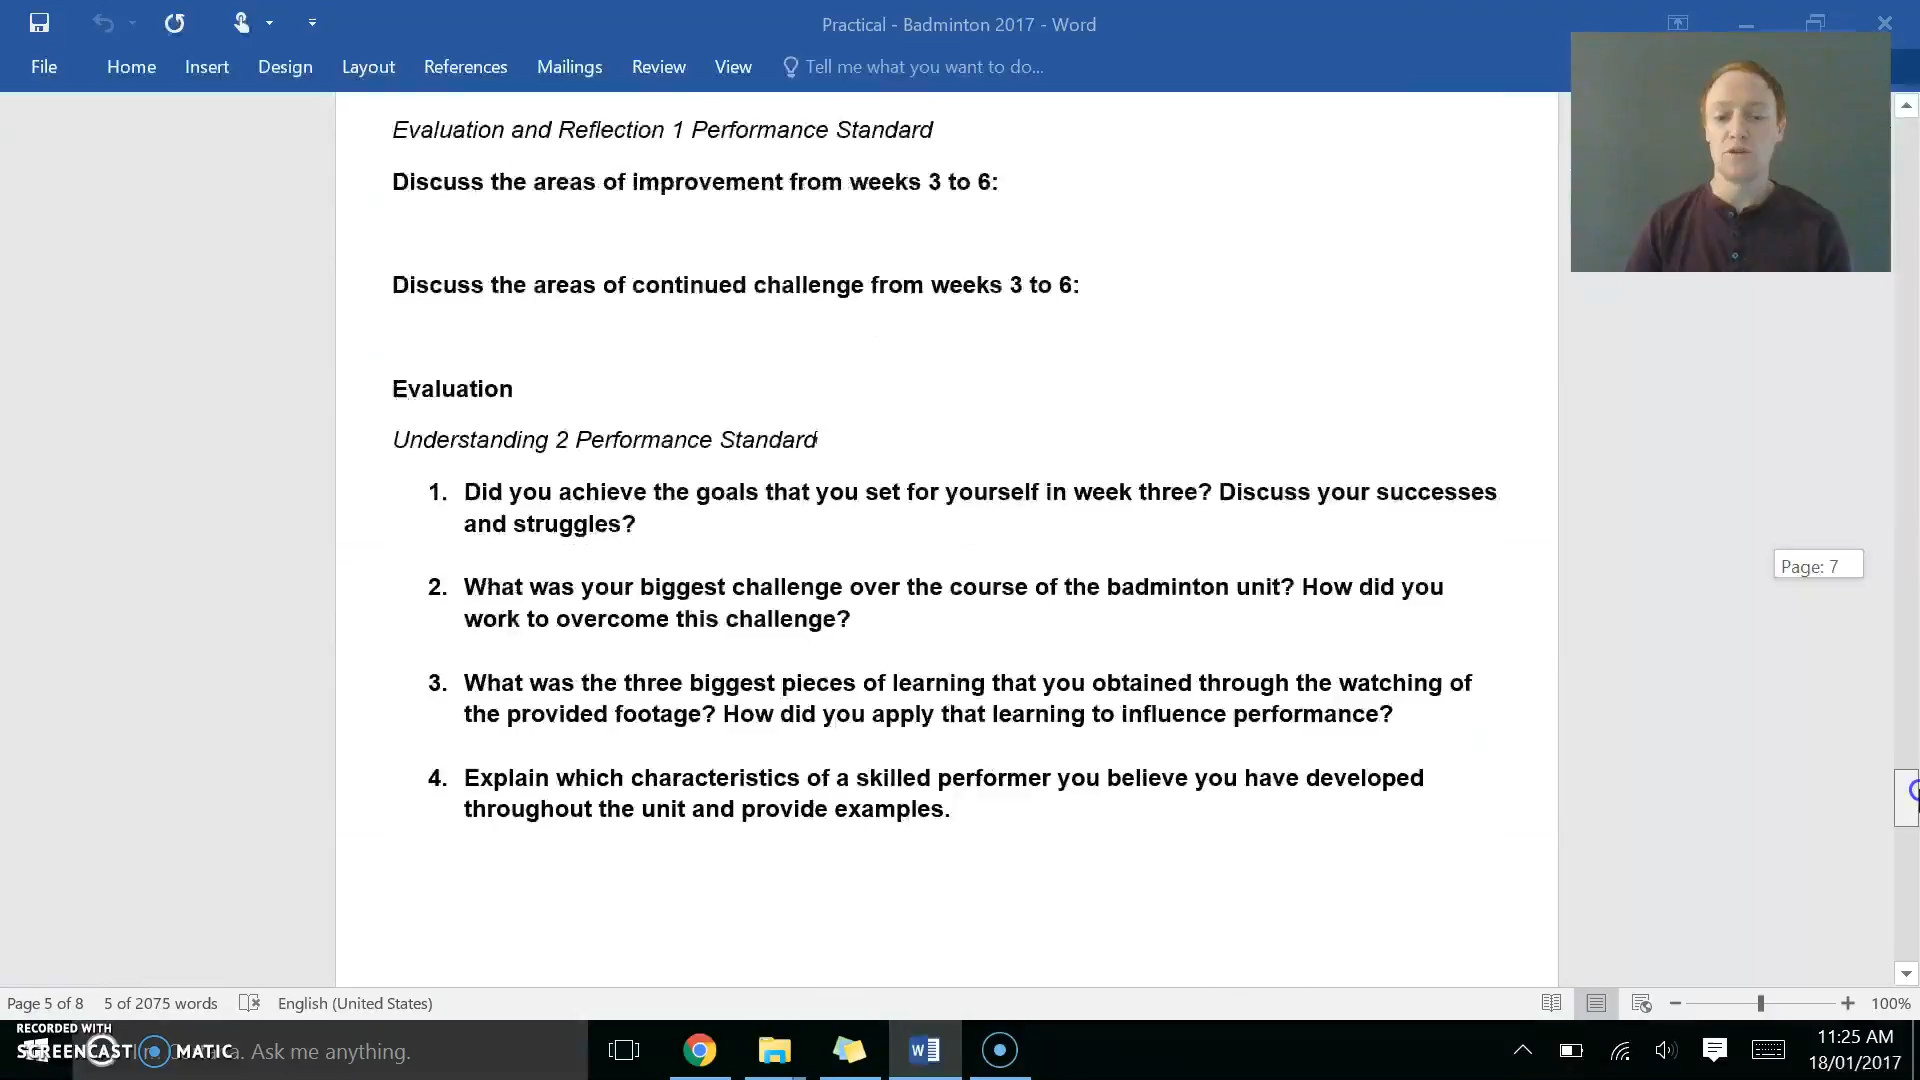 Practical - Badminton 2017 - Word
File Home Insert Design Layout References Mailings Review View Tell me what you want to do...
Evaluation and Reflection 1 Performance Standard
Discuss the areas of improvement from weeks 3 to 6:
Discuss the areas of continued challenge from weeks 3 to 6:
Evaluation
Understanding 2 Performance Standard
1. Did you achieve the goals that you set for yourself in week three? Discuss your successes
and struggles?
2. What was your biggest challenge over the course of the badminton unit? How did you
work to overcome this challenge?
Page: 7
3. What was the three biggest pieces of learning that you obtained through the watching of
the provided footage? How did you apply that learning to influence performance?
4. Explain which characteristics of a skilled performer you believe you have developed
throughout the unit and provide examples.
Page 5 of 8 5 of 2075 words English (United States) 100%
RECORDED WITH
SCREENCAST MATIC
Ask me anything.
11:25 AM
18/01/2017